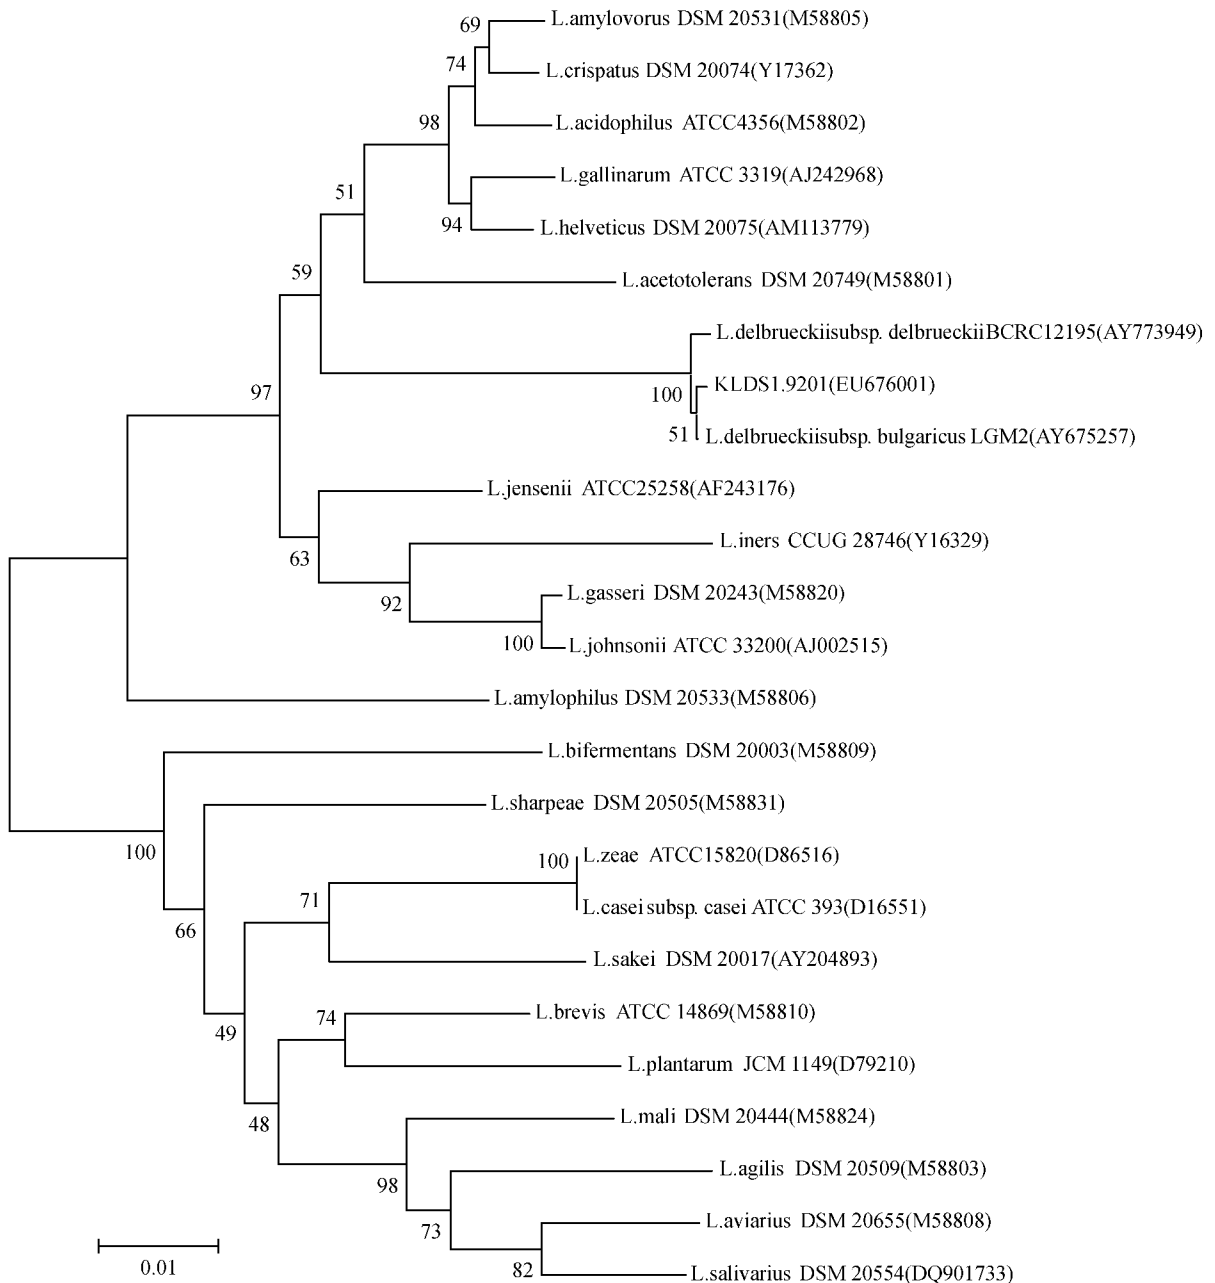 L.amylovorus DSM 20531(M58805)
69
L.crispatus DSM 20074(Y17362)
74
L.acidophilus ATCC4356(M58802)
98
L.gallinarum ATCC 3319(AJ242968)
51
94
L.helveticus DSM 20075(AM113779)
59
L.acetotolerans DSM 20749(M58801)
L.delbrueckiisubsp. delbrueckiiBCRC12195(AY773949)
KLDS1.9201(EU676001)
97
100
51
L.delbrueckiisubsp. bulgaricus LGM2(AY675257)
L.jensenii ATCC25258(AF243176)
L.iners CCUG 28746(Y16329)
63
L.gasseri DSM 20243(M58820)
92
100
L.johnsonii ATCC 33200(AJ002515)
L.amylophilus DSM 20533(M58806)
L.bifermentans DSM 20003(M58809)
L.sharpeae DSM 20505(M58831)
100
100
L.zeae ATCC15820(D86516)
71
L.caseisubsp. casei ATCC 393(D16551)
66
L.sakei DSM 20017(AY204893)
L.brevis ATCC 14869(M58810)
74
49
L.plantarum JCM 1149(D79210)
L.mali DSM 20444(M58824)
48
L.agilis DSM 20509(M58803)
98
L.aviarius DSM 20655(M58808)
73
0.01
82
L.salivarius DSM 20554(DQ901733)